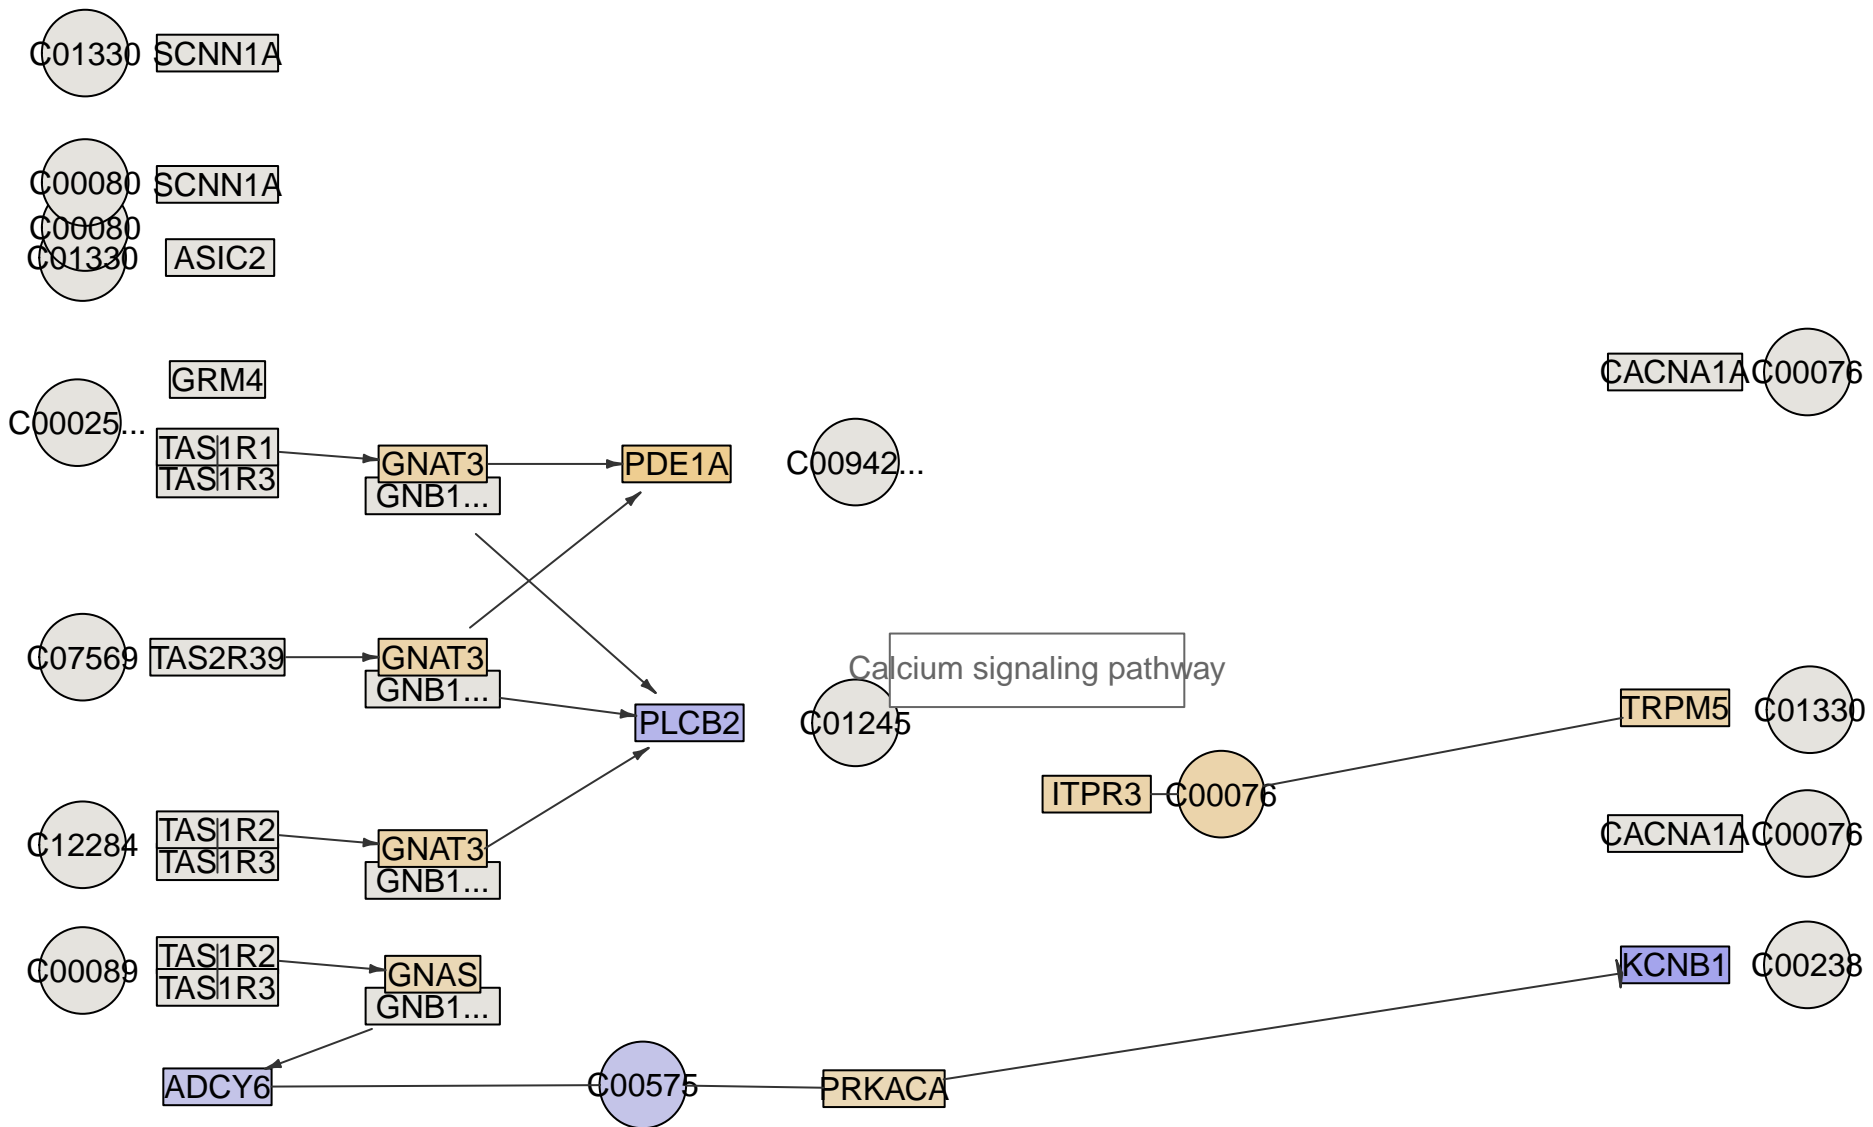 C01330 SCNN1A
C00080 SCNN1A
C00080
C01330 ASIC2
GRM4
CACNA1A C00076
C00025...
TAS1R1
TAS1R3
GNAT3
GNB1...
PDE1A
C00942...
C07569 TAS2R39 GNAT3
GNB1...
Calcium signaling pathway
PLCB2
C01245
TRPM5 C01330
ITPR3 C00076
C12284
TAS1R2
TAS1R3
GNAT3
GNB1...
CACNA1A C00076
C00089
TAS1R2
TAS1R3
GNAS
GNB1...
KCNB1 C00238
ADCY6 C00575 PRKACA